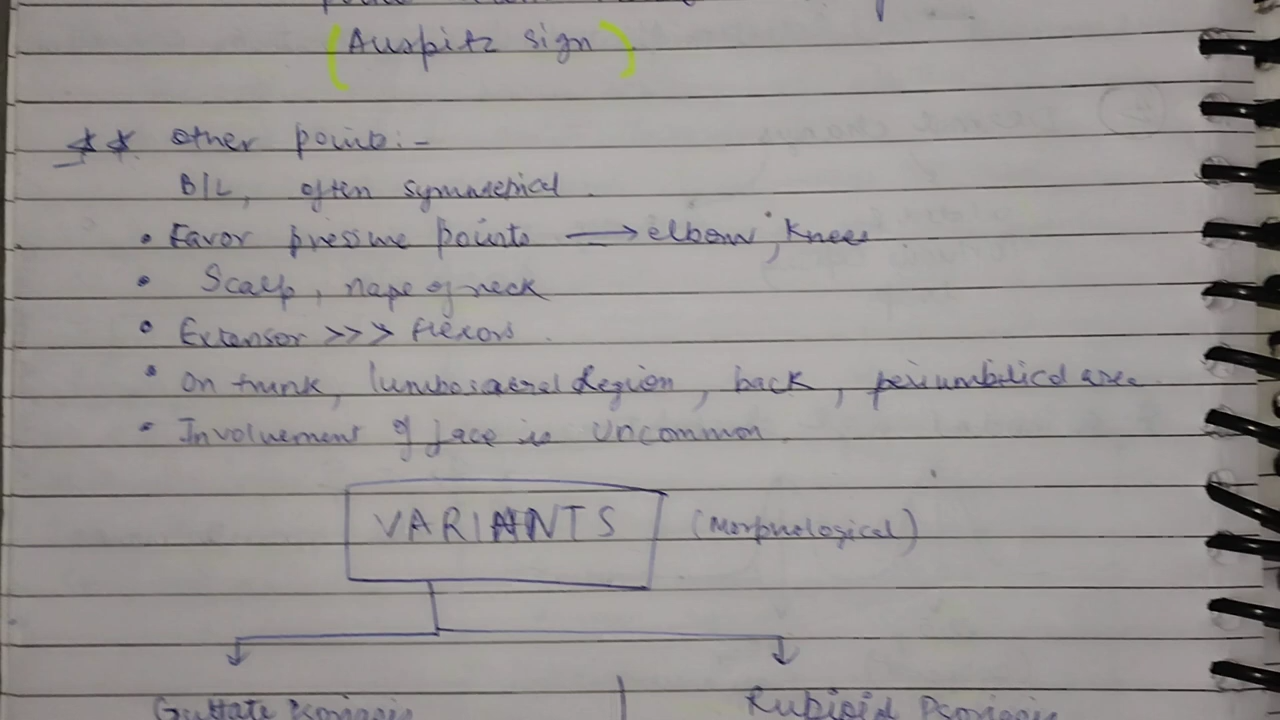 (Auspitz sign)
** Other points:-
B/L, often symmetrical.
• Favor pressure points → elbow, Knees
• Scalp, nape of neck
• Extensor >>> flexors.
• On trunk, lumbosacral Region, back, periumbilical area
• Involvement of face is Uncommon.
VARIANTS (Morphological)
Guttate Psoriasis | Rupioid Psoriasis